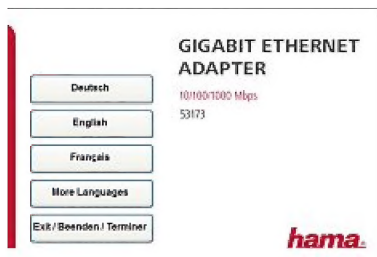 GIGABIT ETHERNET
ADAPTER
10/100/1000 Mbps
53173
Deutsch
English
Français
More Languages
Exit / Beenden / Terminer
hama.